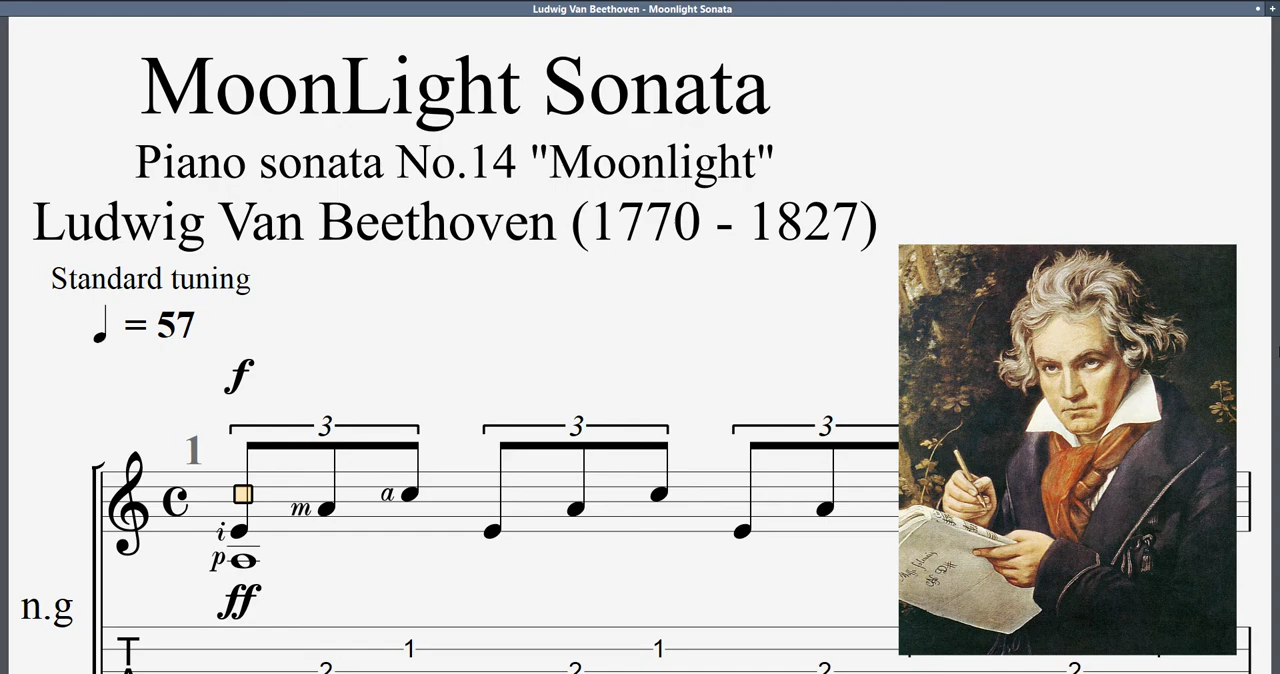 Ludwig Van Beethoven - Moonlight Sonata
MoonLight Sonata
Piano sonata No.14 "Moonlight"
Ludwig Van Beethoven (1770 - 1827)
Standard tuning
= 57
f
3 3 3
1
m a
i
p
ff
n.g
T 1 1
A 2 2 2 2